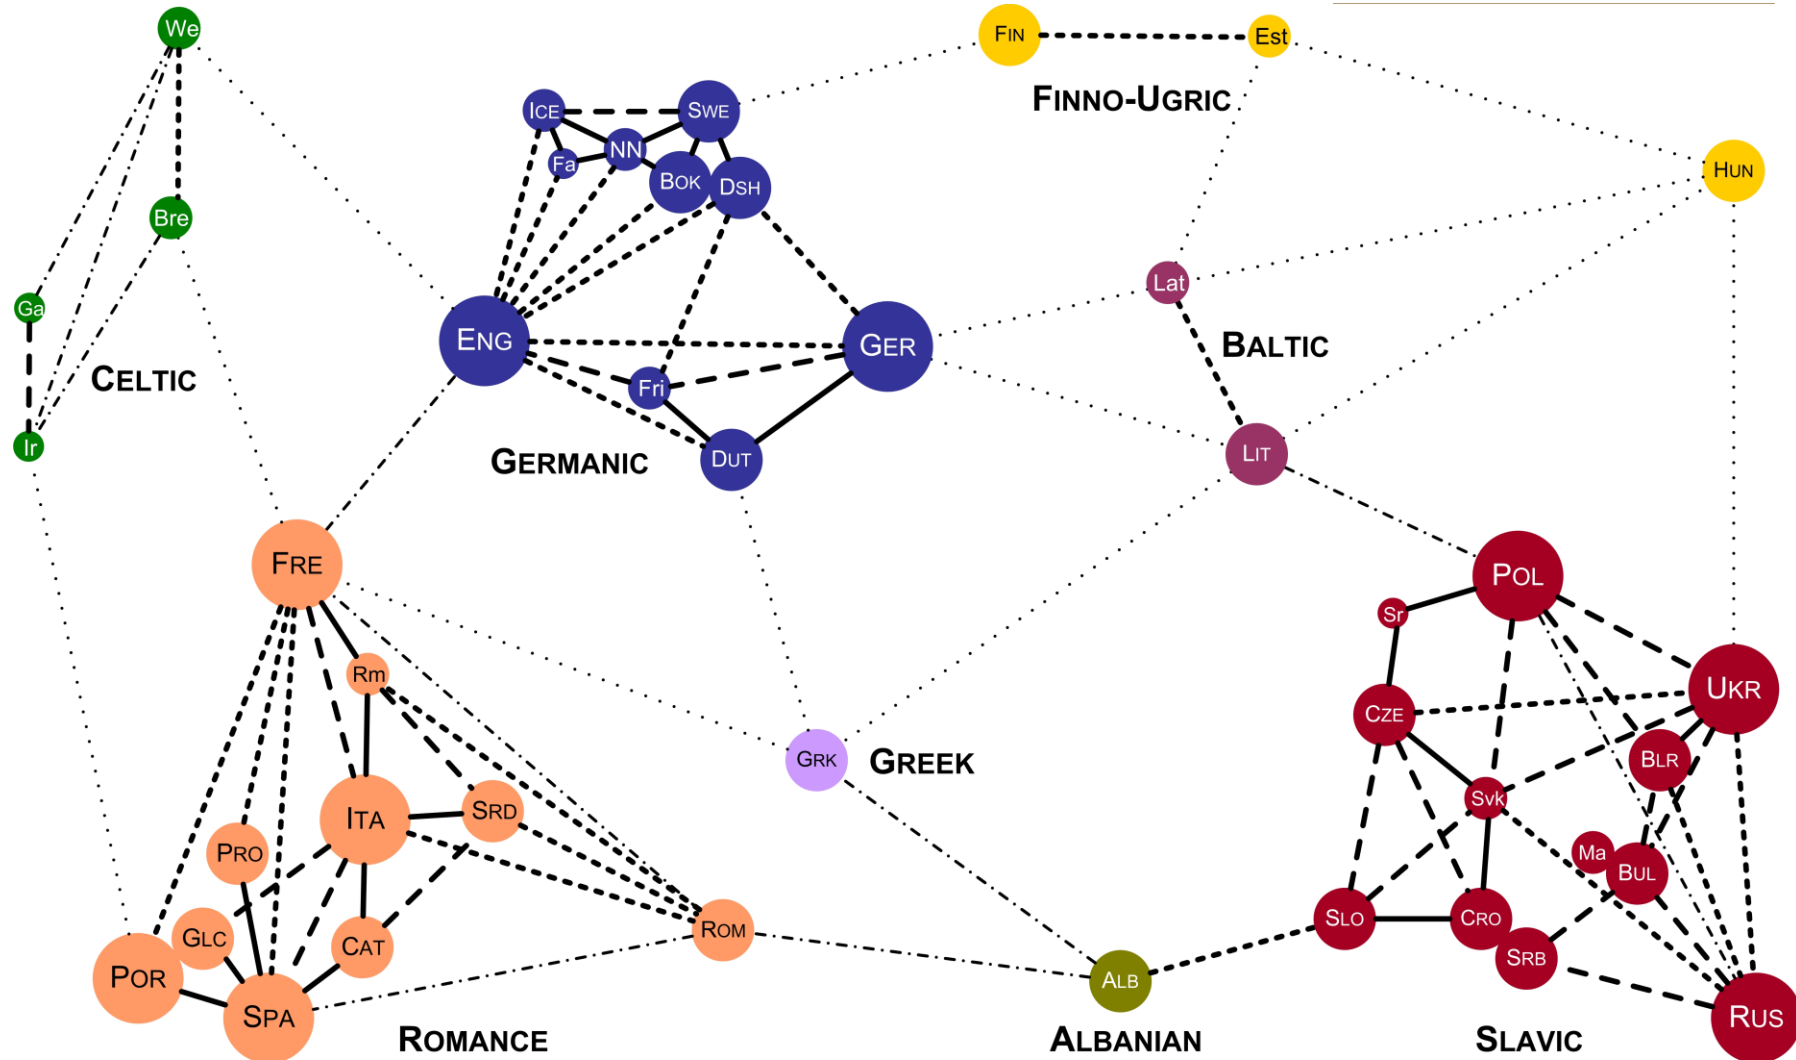 We
FIN
Est
FINNO-UGRIC
ICE
SWE
NN
Fa
BOK
DSH
HUN
Bre
Ga
Lat
ENG
GER
BALTIC
CELTIC
Fri
Ir
GERMANIC
DUT
LIT
FRE
POL
Sr
Rm
UKR
CZE
GRK
GREEK
BLR
Svk
ITA
SRD
PRO
Ma
BUL
GLC
CAT
ROM
SLO
CRO
SRB
POR
ALB
SPA
RUS
ROMANCE
ALBANIAN
SLAVIC